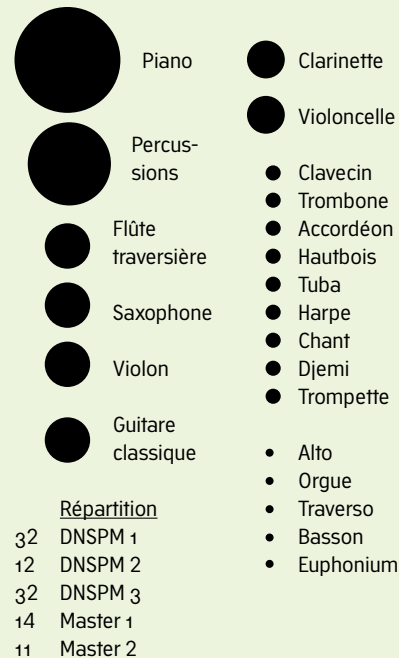 Piano
Percus-
sions
Flûte
traversière
Saxophone
Violon
Guitare
classique
Répartition
32 DNSPM 1
12 DNSPM 2
32 DNSPM 3
14 Master 1
11 Master 2
Clarinette
Violoncelle
Clavecin
Trombone
Accordéon
Hautbois
Tuba
Harpe
Chant
Djemi
Trompette
Alto
Orgue
Traverso
Basson
Euphonium